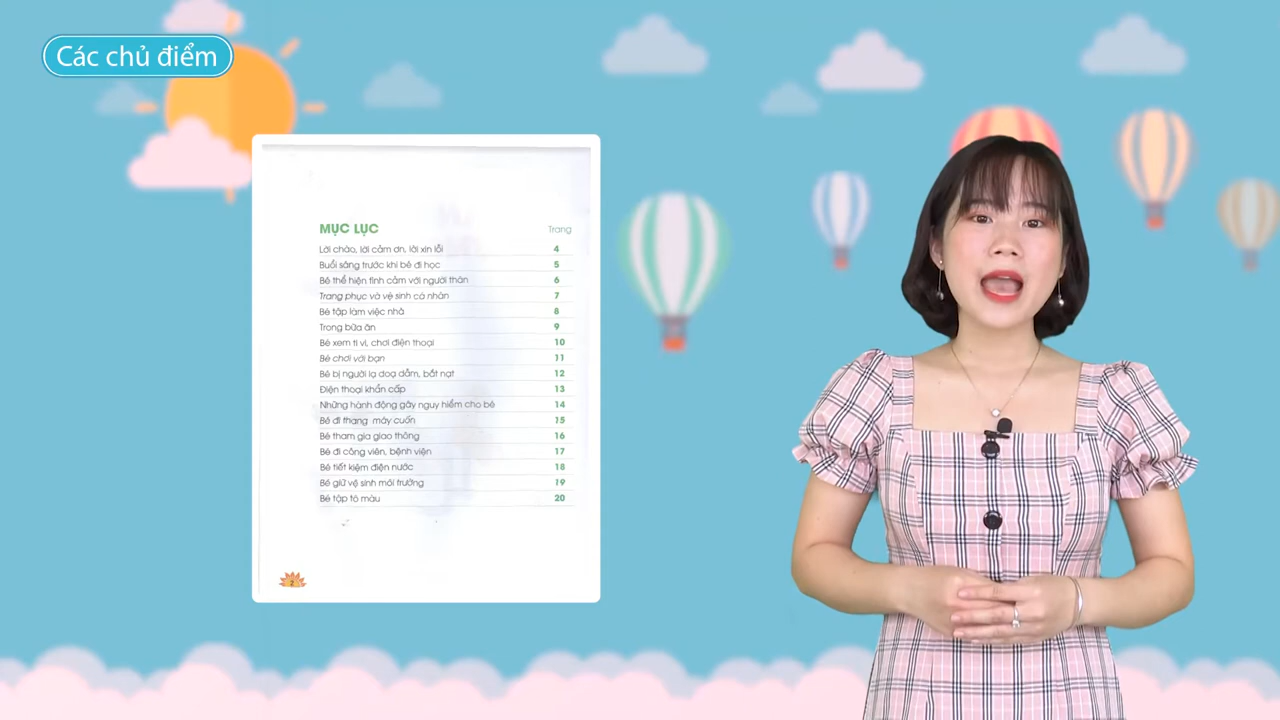 Các chủ điểm
MỤC LỤC Trang
Lời chào, lời cảm ơn, lời xin lỗi 4
Buổi sáng trước khi bé đi học 5
Bé thể hiện tình cảm với người thân 6
Trang phục và vệ sinh cá nhân 7
Bé tập làm việc nhà 8
Trong bữa ăn 9
Bé xem ti vi, chơi điện thoại 10
Bé chơi với bạn 11
Bé bị người lạ doạ dẫm, bắt nạt 12
Điện thoại khẩn cấp 13
Những hành động gây nguy hiểm cho bé 14
Bé đi thang máy cuốn 15
Bé tham gia giao thông 16
Bé đi công viên, bệnh viện 17
Bé tiết kiệm điện nước 18
Bé giữ vệ sinh môi trường 19
Bé tập tô màu 20
2